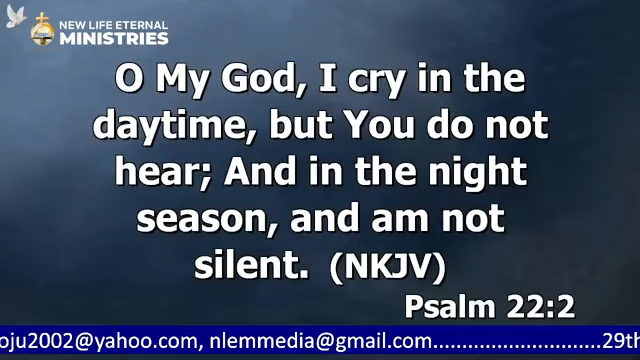 NEW LIFE ETERNAL
MINISTRIES
O My God, I cry in the
daytime, but You do not
hear; And in the night
season, and am not
silent. (NKJV)
Psalm 22:2
oju2002@yahoo.com, nlemmedia@gmail.com.............................29th